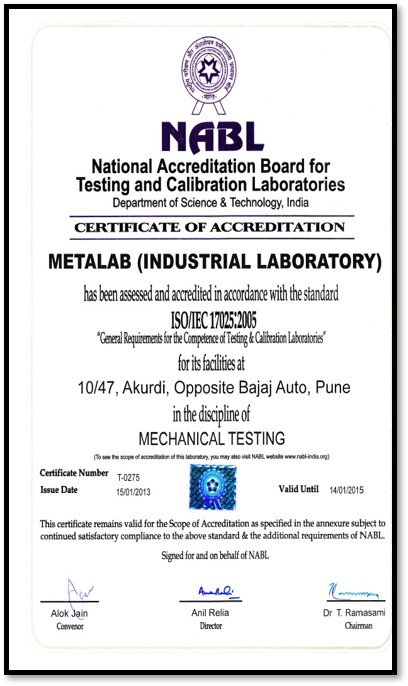 NABL
National Accreditation Board for
Testing and Calibration Laboratories
Department of Science & Technology, India
CERTIFICATE OF ACCREDITATION
METALAB (INDUSTRIAL LABORATORY)
has been assessed and accredited in accordance with the standard
ISO/IEC 17025:2005
"General Requirements for the Competence of Testing & Calibration Laboratories"
for its facilities at
10/47, Akurdi, Opposite Bajaj Auto, Pune
in the discipline of
MECHANICAL TESTING
(To see the scope of accreditation of this laboratory, you may also visit NABL website www.nabl-india.org)
Certificate Number T-0275
Issue Date 15/01/2013 Valid Until 14/01/2015
This certificate remains valid for the Scope of Accreditation as specified in the annexure subject to
continued satisfactory compliance to the above standard & the additional requirements of NABL.
Signed for and on behalf of NABL
Alok Jain Anil Relia Dr T. Ramasami
Convenor Director Chairman